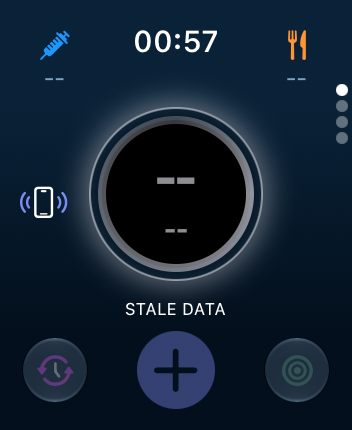 00:57
-- --
--
--
STALE DATA